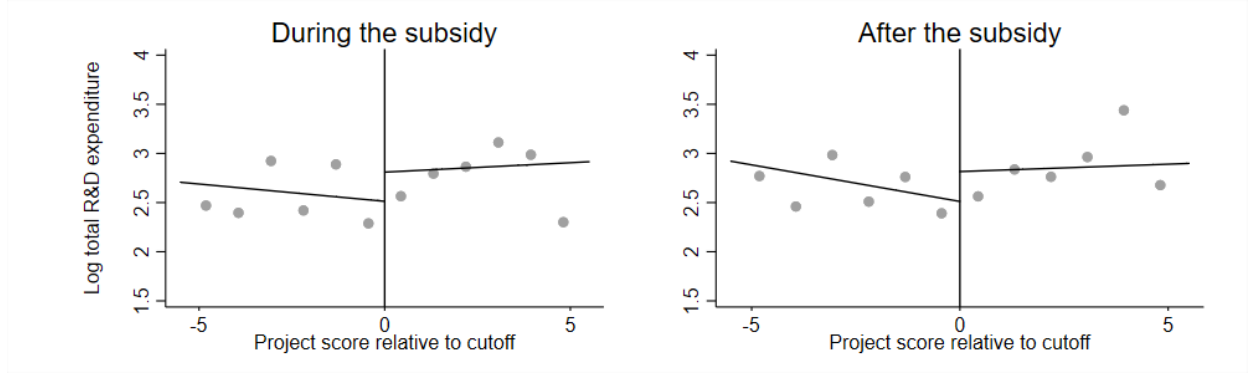 During the subsidy
Log total R&D expenditure
4
3.5
3
2.5
2
1.5
-5 0 5
Project score relative to cutoff
After the subsidy
4
3.5
3
2.5
2
1.5
-5 0 5
Project score relative to cutoff